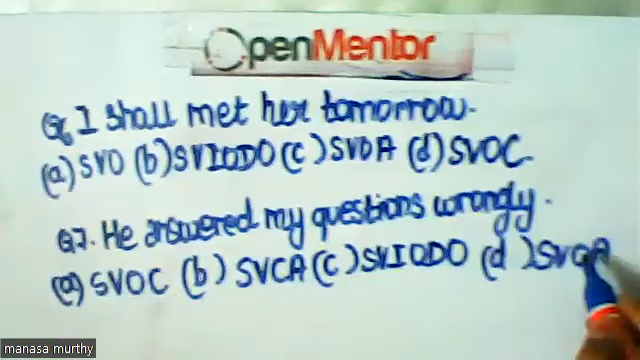 OpenMentor
Q6 I shall met her tomorrow.
(a) SVO (b) SVIODO (c) SVOA (d) SVOC
Q7. He answered my questions wrongly.
(a) SVOC (b) SVCA (c) SVIODO (d) SVOA
manasa murthy